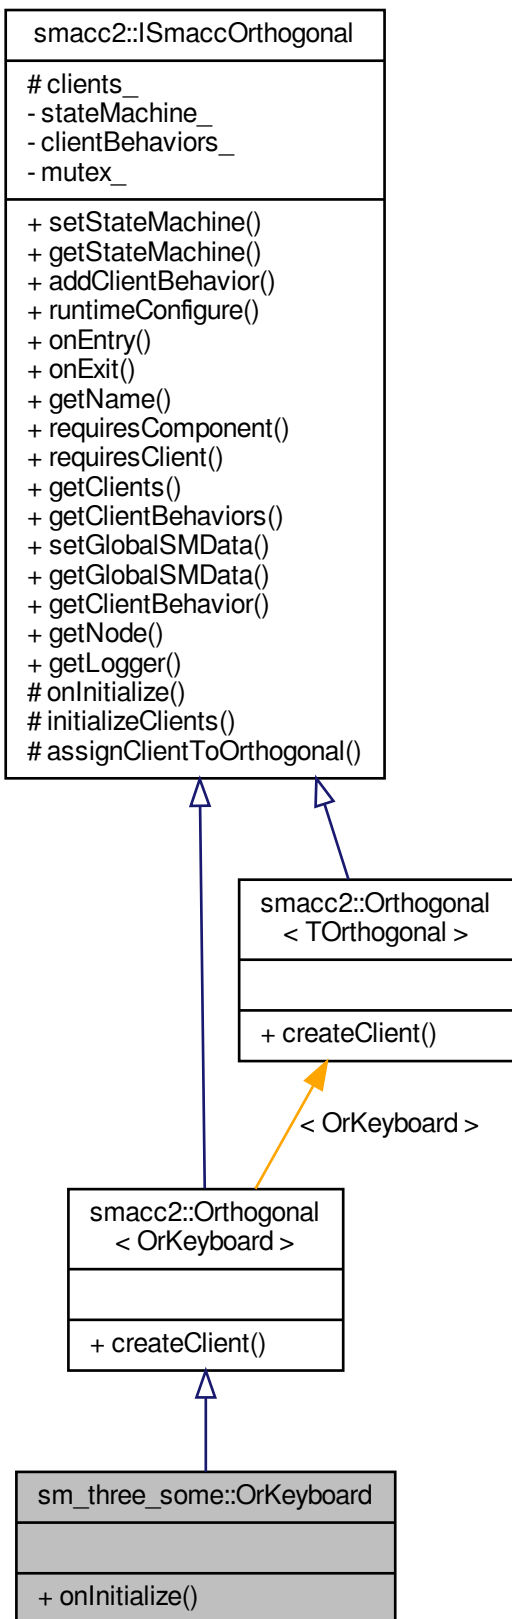 smacc2::ISmaccOrthogonal
# clients_
- stateMachine_
- clientBehaviors_
- mutex_
+ setStateMachine()
+ getStateMachine()
+ addClientBehavior()
+ runtimeConfigure()
+ onEntry()
+ onExit()
+ getName()
+ requiresComponent()
+ requiresClient()
+ getClients()
+ getClientBehaviors()
+ setGlobalSMData()
+ getGlobalSMData()
+ getClientBehavior()
+ getNode()
+ getLogger()
# onInitialize()
# initializeClients()
# assignClientToOrthogonal()
smacc2::Orthogonal
< TOrthogonal >
+ createClient()
< OrKeyboard >
smacc2::Orthogonal
< OrKeyboard >
+ createClient()
sm_three_some::OrKeyboard
+ onInitialize()